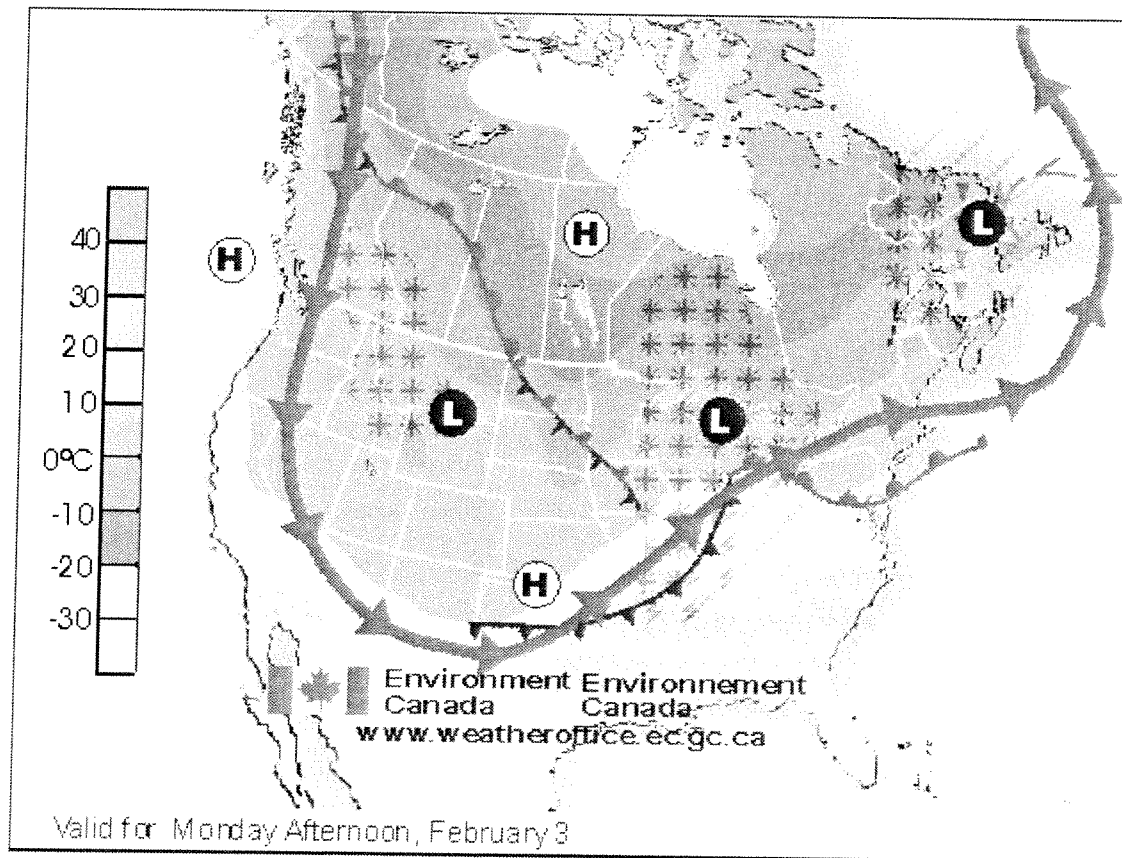 40
30
20
10
0ºC
-10
-20
-30
H
H
L
L
L
H
Environment Environnement
Canada Canada
www.weatheroffice.ec.gc.ca
Valid for Monday Afternoon, February 3